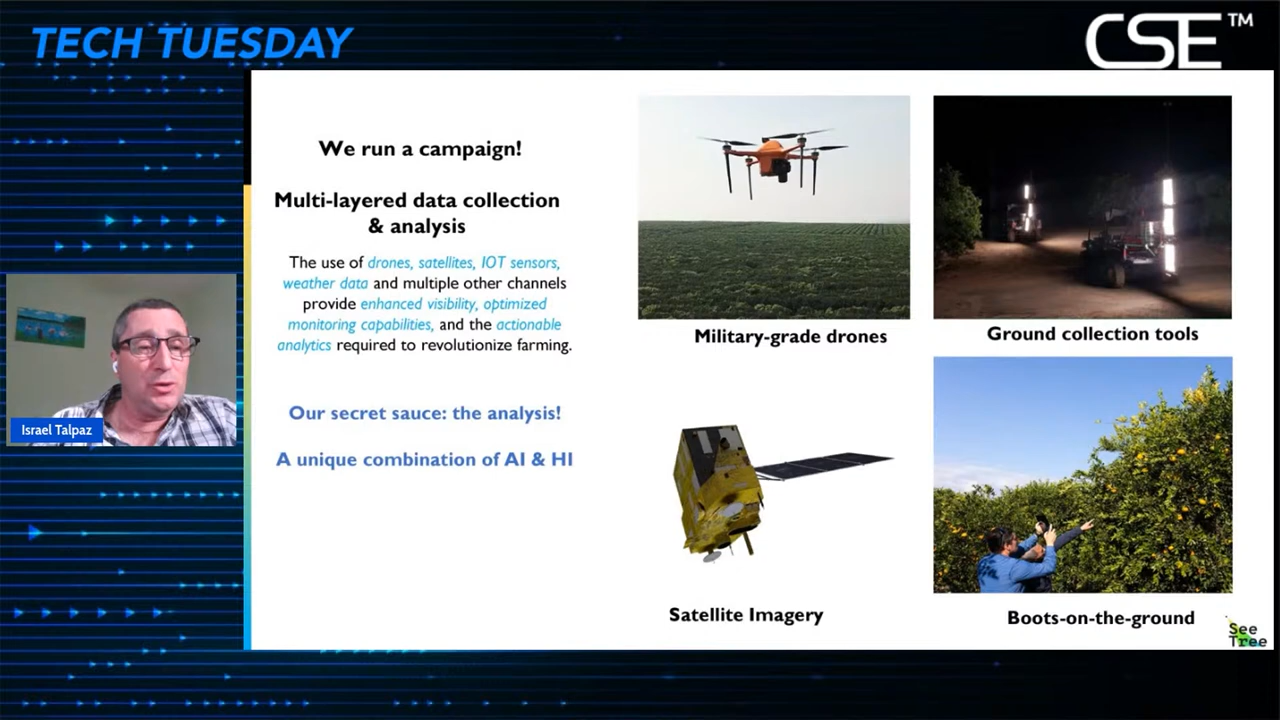 TECH TUESDAY
CSE™
We run a campaign!
Multi-layered data collection
& analysis
The use of drones, satellites, IOT sensors,
weather data and multiple other channels
provide enhanced visibility, optimized
monitoring capabilities, and the actionable
analytics required to revolutionize farming.
Our secret sauce: the analysis!
A unique combination of AI & HI
Military-grade drones
Ground collection tools
Satellite Imagery
Boots-on-the-ground
Israel Talpaz
See
Tree